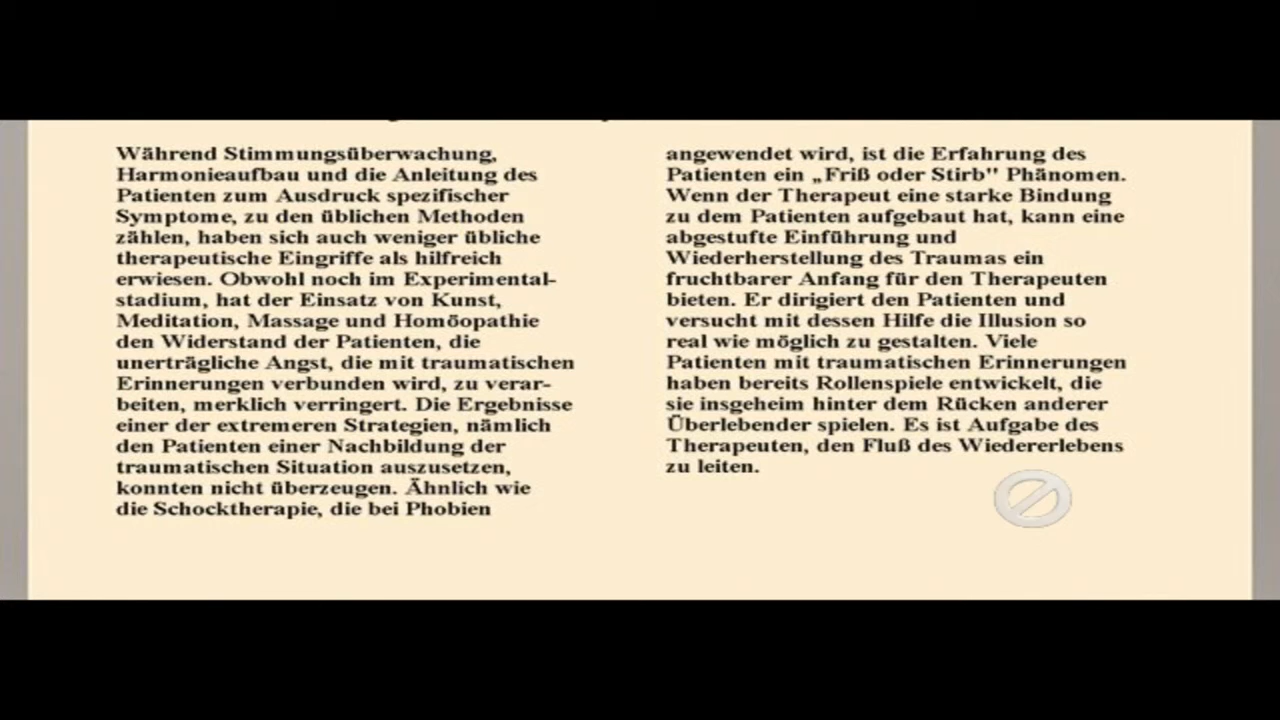 Während Stimmungsüberwachung,
Harmonieaufbau und die Anleitung des
Patienten zum Ausdruck spezifischer
Symptome, zu den üblichen Methoden
zählen, haben sich auch weniger übliche
therapeutische Eingriffe als hilfreich
erwiesen. Obwohl noch im Experimental-
stadium, hat der Einsatz von Kunst,
Meditation, Massage und Homöopathie
den Widerstand der Patienten, die
unerträgliche Angst, die mit traumatischen
Erinnerungen verbunden wird, zu verar-
beiten, merklich verringert. Die Ergebnisse
einer der extremeren Strategien, nämlich
den Patienten einer Nachbildung der
traumatischen Situation auszusetzen,
konnten nicht überzeugen. Ähnlich wie
die Schocktherapie, die bei Phobien
angewendet wird, ist die Erfahrung des
Patienten ein „Friß oder Stirb" Phänomen.
Wenn der Therapeut eine starke Bindung
zu dem Patienten aufgebaut hat, kann eine
abgestufte Einführung und
Wiederherstellung des Traumas ein
fruchtbarer Anfang für den Therapeuten
bieten. Er dirigiert den Patienten und
versucht mit dessen Hilfe die Illusion so
real wie möglich zu gestalten. Viele
Patienten mit traumatischen Erinnerungen
haben bereits Rollenspiele entwickelt, die
sie insgeheim hinter dem Rücken anderer
Überlebender spielen. Es ist Aufgabe des
Therapeuten, den Fluß des Wiedererlebens
zu leiten.